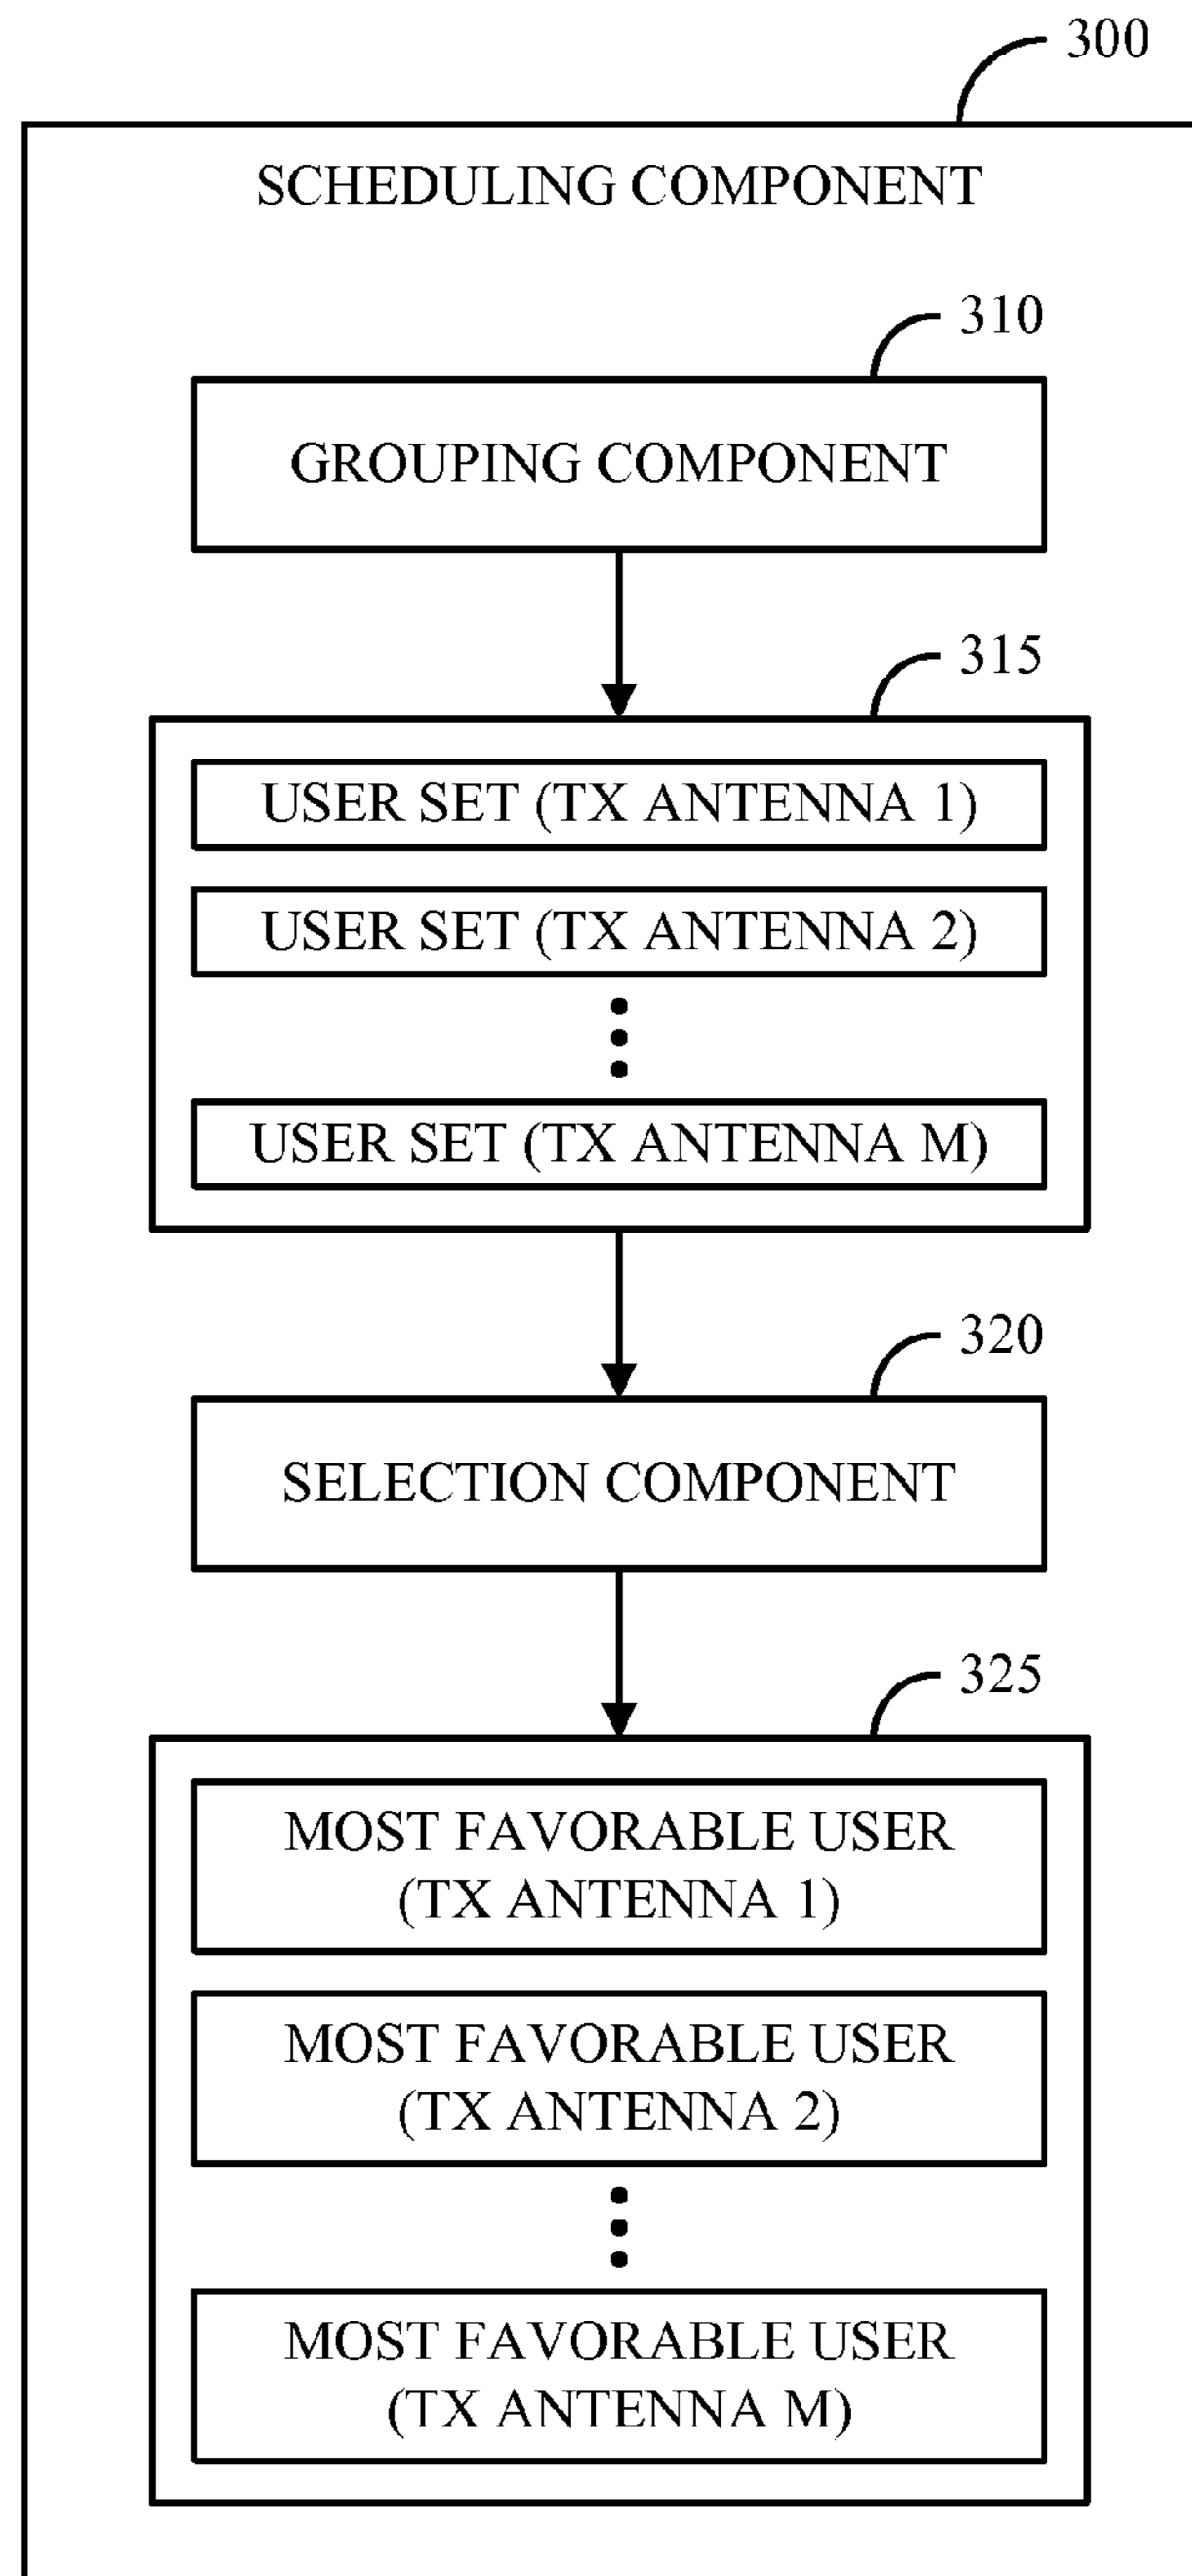 300
SCHEDULING COMPONENT
310
GROUPING COMPONENT
315
USER SET (TX ANTENNA 1)
USER SET (TX ANTENNA 2)
USER SET (TX ANTENNA M)
320
SELECTION COMPONENT
325
MOST FAVORABLE USER
(TX ANTENNA 1)
MOST FAVORABLE USER
(TX ANTENNA 2)
MOST FAVORABLE USER
(TX ANTENNA M)